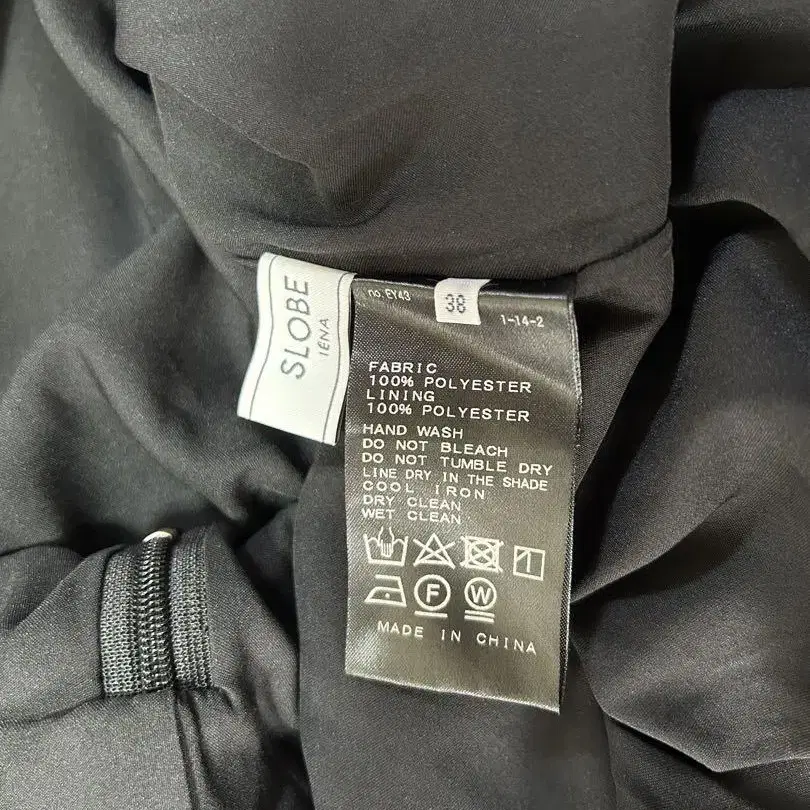 SLOBE
IÉNA
no. EY43
38
1-14-2
FABRIC
100% POLYESTER
LINING
100% POLYESTER
HAND WASH
DO NOT BLEACH
DO NOT TUMBLE DRY
LINE DRY IN THE SHADE
COOL IRON
DRY CLEAN
WET CLEAN
F
W
MADE IN CHINA